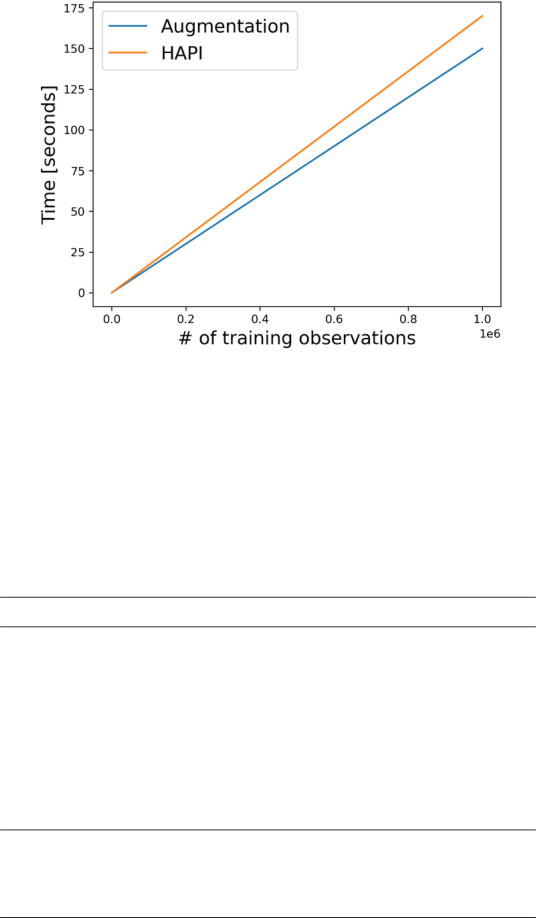 175
150
125
100
75
50
25
0
Time [seconds]
Augmentation
HAPI
0.0 0.2 0.4 0.6 0.8 1.0
1e6
# of training observations